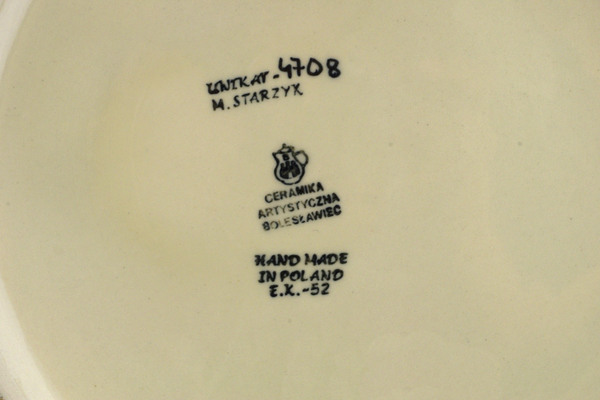 UNIKAT-4708
M. STARZYK
CERAMIKA
ARTYSTYCZNA
BOLESŁAWIEC
HAND MADE
IN POLAND
E.K.-52